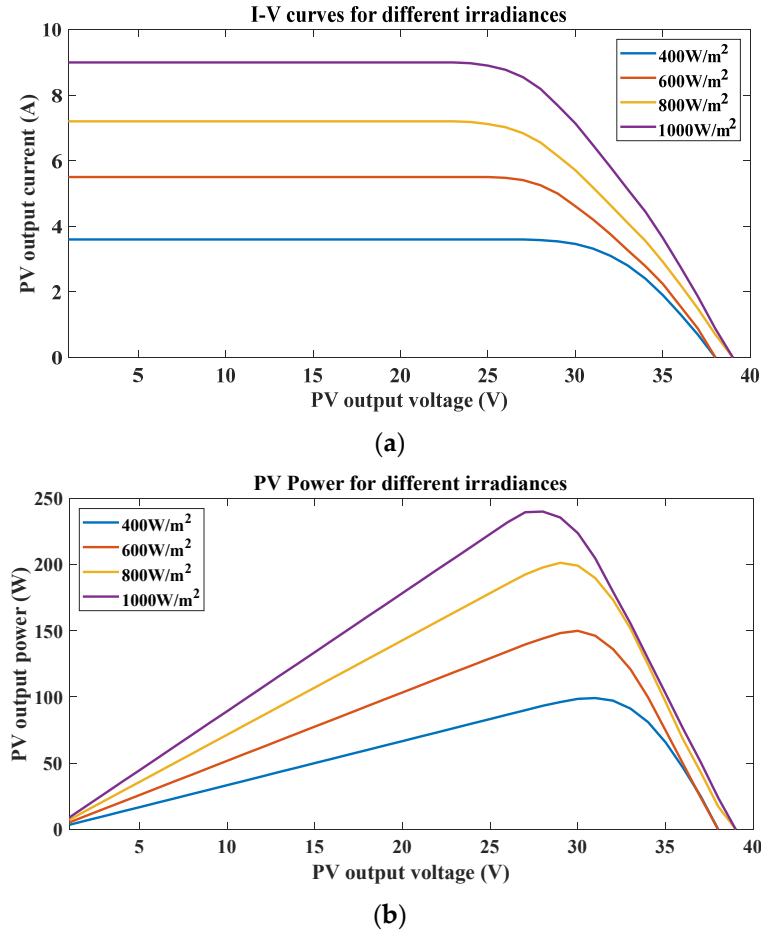 I-V curves for different irradiances
10
8
6
4
2
0
PV output current (A)
400W/m²
600W/m²
800W/m²
1000W/m²
5 10 15 20 25 30 35 40
PV output voltage (V)
(a)
PV Power for different irradiances
250
200
150
100
50
0
PV output power (W)
400W/m²
600W/m²
800W/m²
1000W/m²
5 10 15 20 25 30 35 40
PV output voltage (V)
(b)